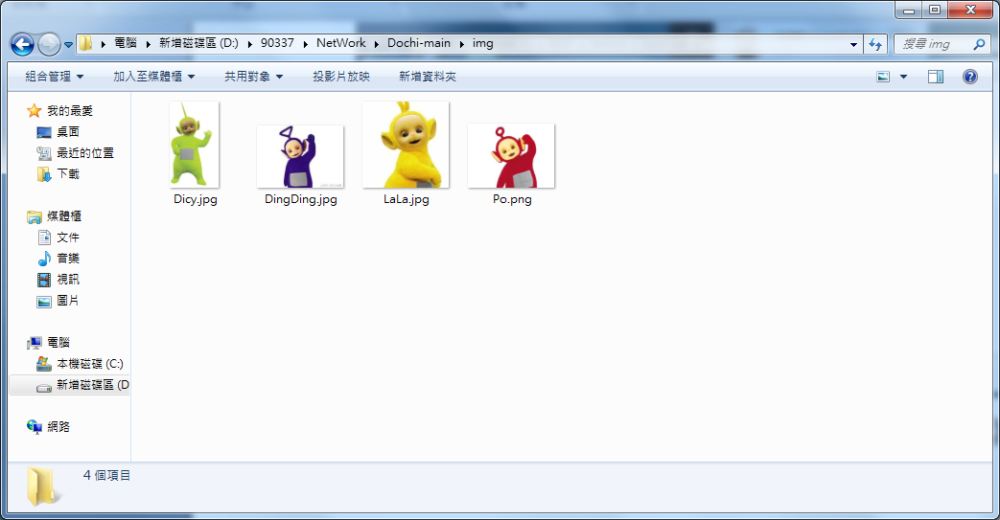 電腦 新增磁碟區 (D:) 90337 NetWork Dochi-main img
搜尋 img
組合管理 加入至媒體櫃 共用對象 投影片放映 新增資料夾
我的最愛
桌面
最近的位置
下載
媒體櫃
文件
音樂
視訊
圖片
電腦
本機磁碟 (C:)
新增磁碟區 (D
網路
Dicy.jpg
DingDing.jpg
LaLa.jpg
Po.png
4 個項目